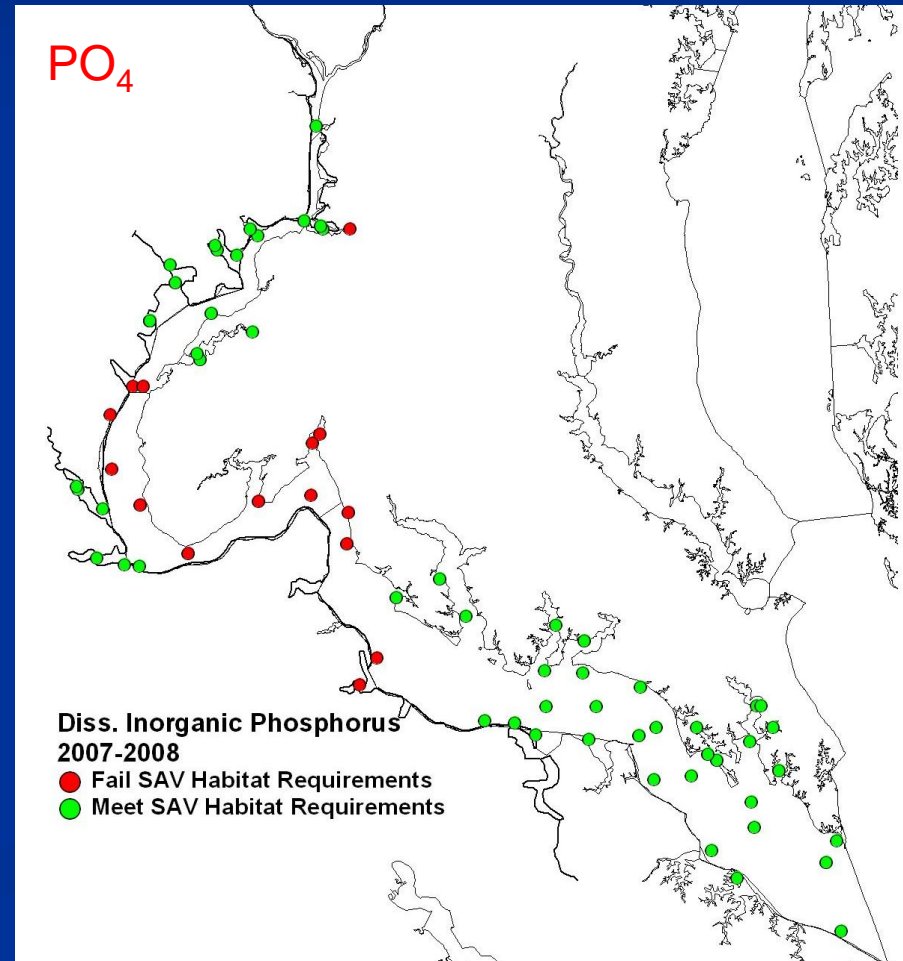 PO₄
Diss. Inorganic Phosphorus
2007-2008
Fail SAV Habitat Requirements
Meet SAV Habitat Requirements